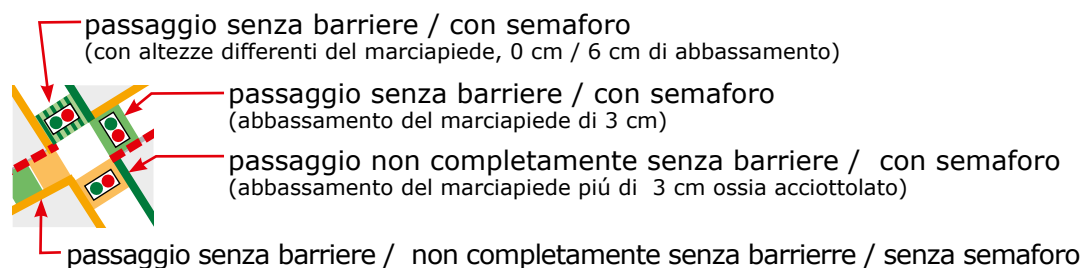 passaggio senza barriere / con semaforo
(con altezze differenti del marciapiede, 0 cm / 6 cm di abbassamento)
passaggio senza barriere / con semaforo
(abbassamento del marciapiede di 3 cm)
passaggio non completamente senza barriere / con semaforo
(abbassamento del marciapiede piú di 3 cm ossia acciottolato)
passaggio senza barriere / non completamente senza barrierre / senza semaforo